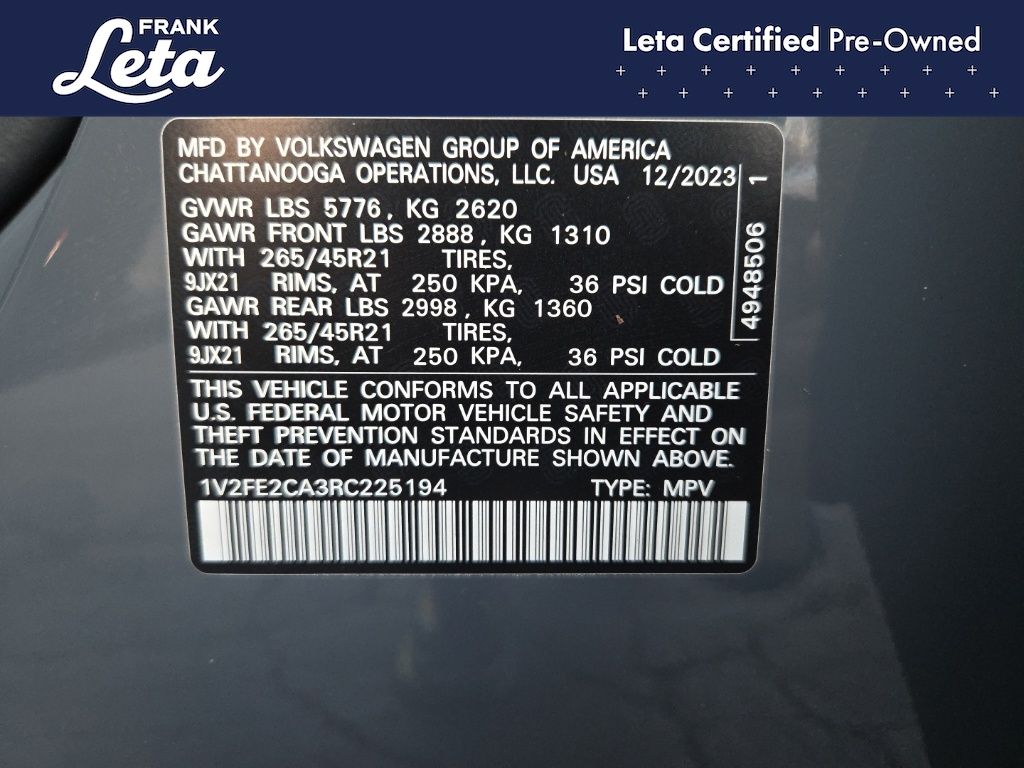 FRANK
Leta
Leta Certified Pre-Owned
MFD BY VOLKSWAGEN GROUP OF AMERICA
CHATTANOOGA OPERATIONS, LLC. USA 12/2023
GVWR LBS 5776, KG 2620
GAWR FRONT LBS 2888, KG 1310
WITH 265/45R21 TIRES,
9JX21 RIMS, AT 250 KPA, 36 PSI COLD
GAWR REAR LBS 2998, KG 1360
WITH 265/45R21 TIRES,
9JX21 RIMS, AT 250 KPA, 36 PSI COLD
4948506 1
THIS VEHICLE CONFORMS TO ALL APPLICABLE
U.S. FEDERAL MOTOR VEHICLE SAFETY AND
THEFT PREVENTION STANDARDS IN EFFECT ON
THE DATE OF MANUFACTURE SHOWN ABOVE.
1V2FE2CA3RC225194 TYPE: MPV